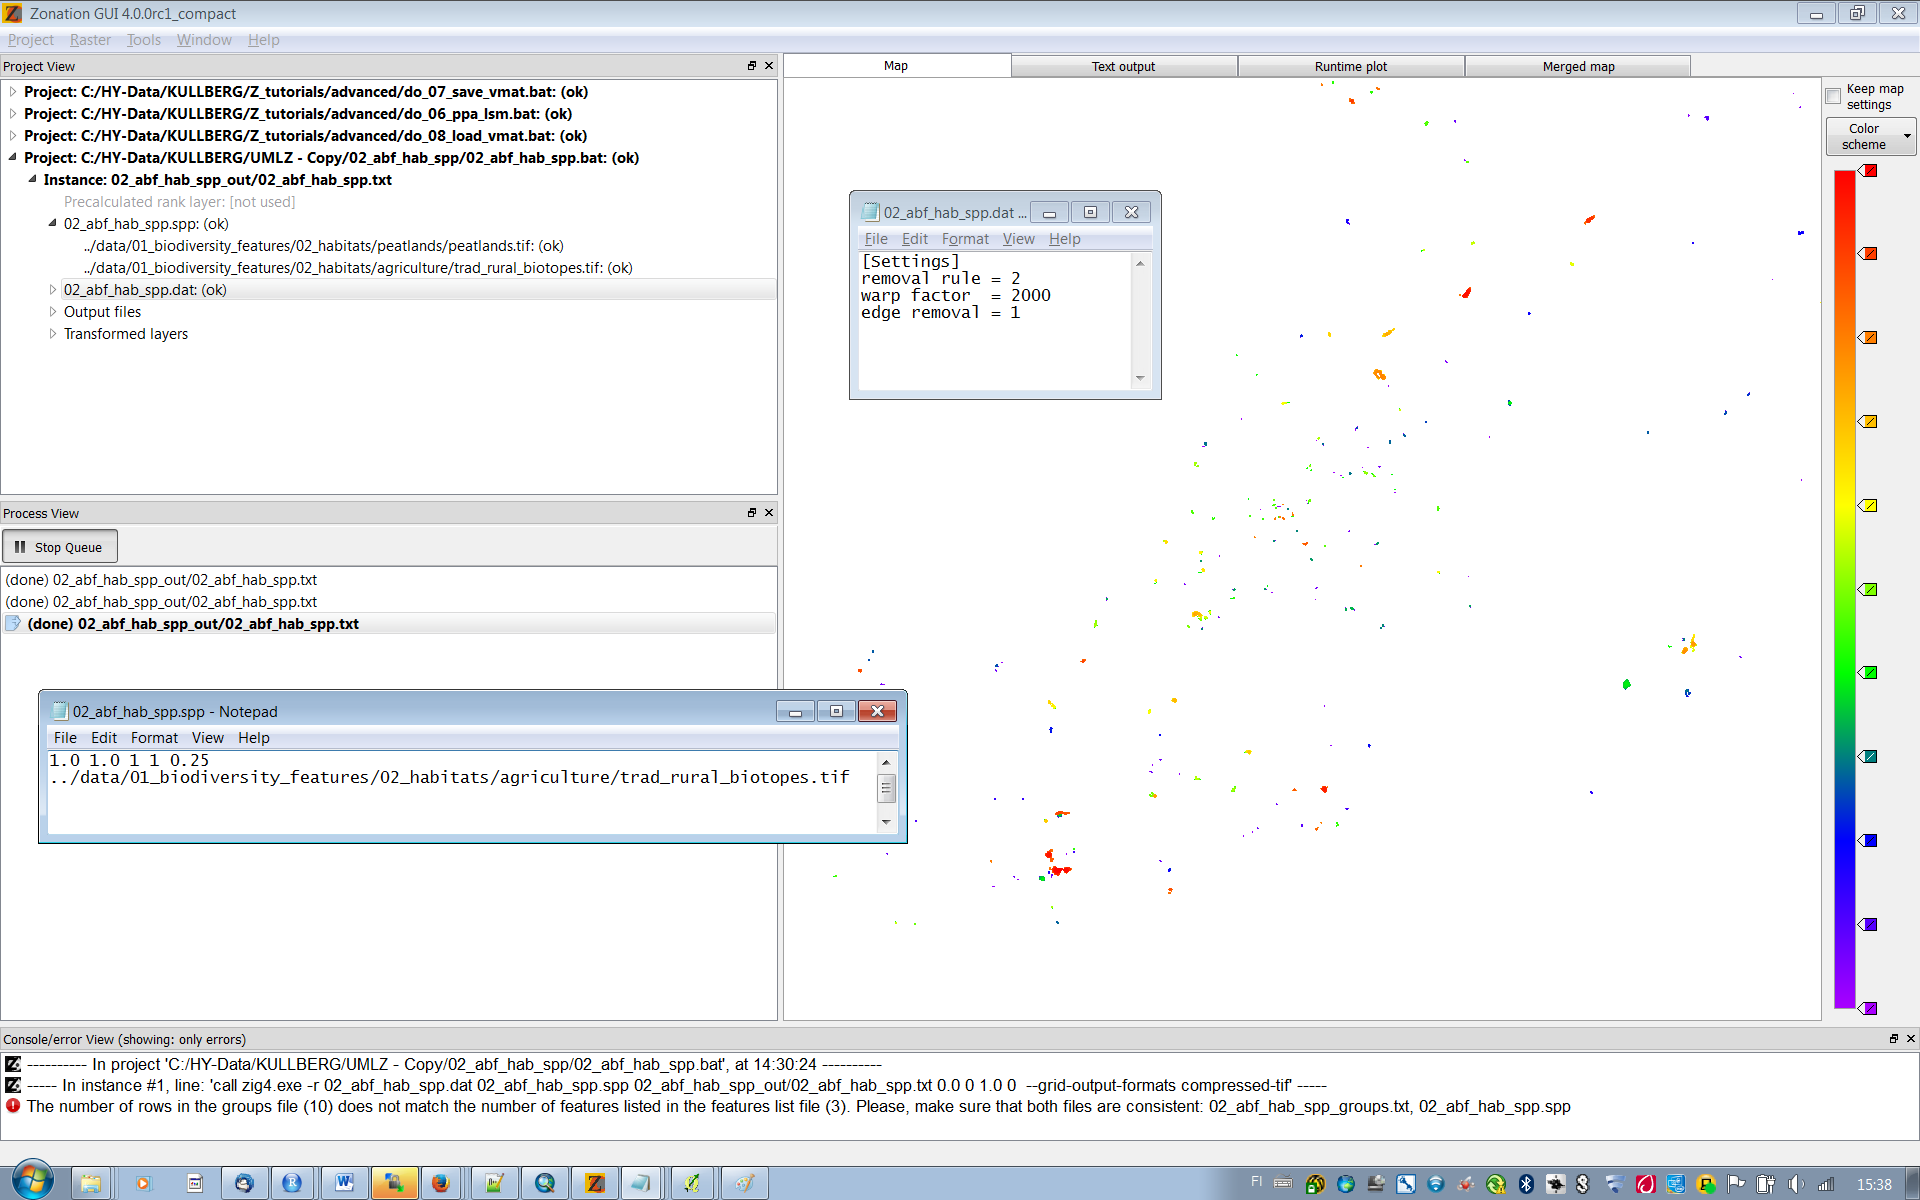 Zonation GUI 4.0.0rc1_compact
Project Raster Tools Window Help
Project View
Project: C:/HY-Data/KULLBERG/Z_tutorials/advanced/do_07_save_vmat.bat: (ok)
Project: C:/HY-Data/KULLBERG/Z_tutorials/advanced/do_06_ppa_lsm.bat: (ok)
Project: C:/HY-Data/KULLBERG/Z_tutorials/advanced/do_08_load_vmat.bat: (ok)
Project: C:/HY-Data/KULLBERG/UMLZ - Copy/02_abf_hab_spp/02_abf_hab_spp.bat: (ok)
Instance: 02_abf_hab_spp_out/02_abf_hab_spp.txt
Precalculated rank layer: [not used]
02_abf_hab_spp.spp: (ok)
../data/01_biodiversity_features/02_habitats/peatlands/peatlands.tif: (ok)
../data/01_biodiversity_features/02_habitats/agriculture/trad_rural_biotopes.tif: (ok)
02_abf_hab_spp.dat: (ok)
Output files
Transformed layers
Process View
Stop Queue
(done) 02_abf_hab_spp_out/02_abf_hab_spp.txt
(done) 02_abf_hab_spp_out/02_abf_hab_spp.txt
(done) 02_abf_hab_spp_out/02_abf_hab_spp.txt
02_abf_hab_spp.spp - Notepad
File Edit Format View Help
1.0 1.0 1 1 0.25
../data/01_biodiversity_features/02_habitats/agriculture/trad_rural_biotopes.tif
Map Text output Runtime plot Merged map
02_abf_hab_spp.dat ...
File Edit Format View Help
[Settings]
removal rule = 2
warp factor  = 2000
edge removal = 1
Keep map
settings
Color
scheme
Console/error View (showing: only errors)
---------- In project 'C:/HY-Data/KULLBERG/UMLZ - Copy/02_abf_hab_spp/02_abf_hab_spp.bat', at 14:30:24 ----------
----- In instance #1, line: 'call zig4.exe -r 02_abf_hab_spp.dat 02_abf_hab_spp.spp 02_abf_hab_spp_out/02_abf_hab_spp.txt 0.0 0 1.0 0  --grid-output-formats compressed-tif' -----
The number of rows in the groups file (10) does not match the number of features listed in the features list file (3). Please, make sure that both files are consistent: 02_abf_hab_spp_groups.txt, 02_abf_hab_spp.spp
FI
15:38